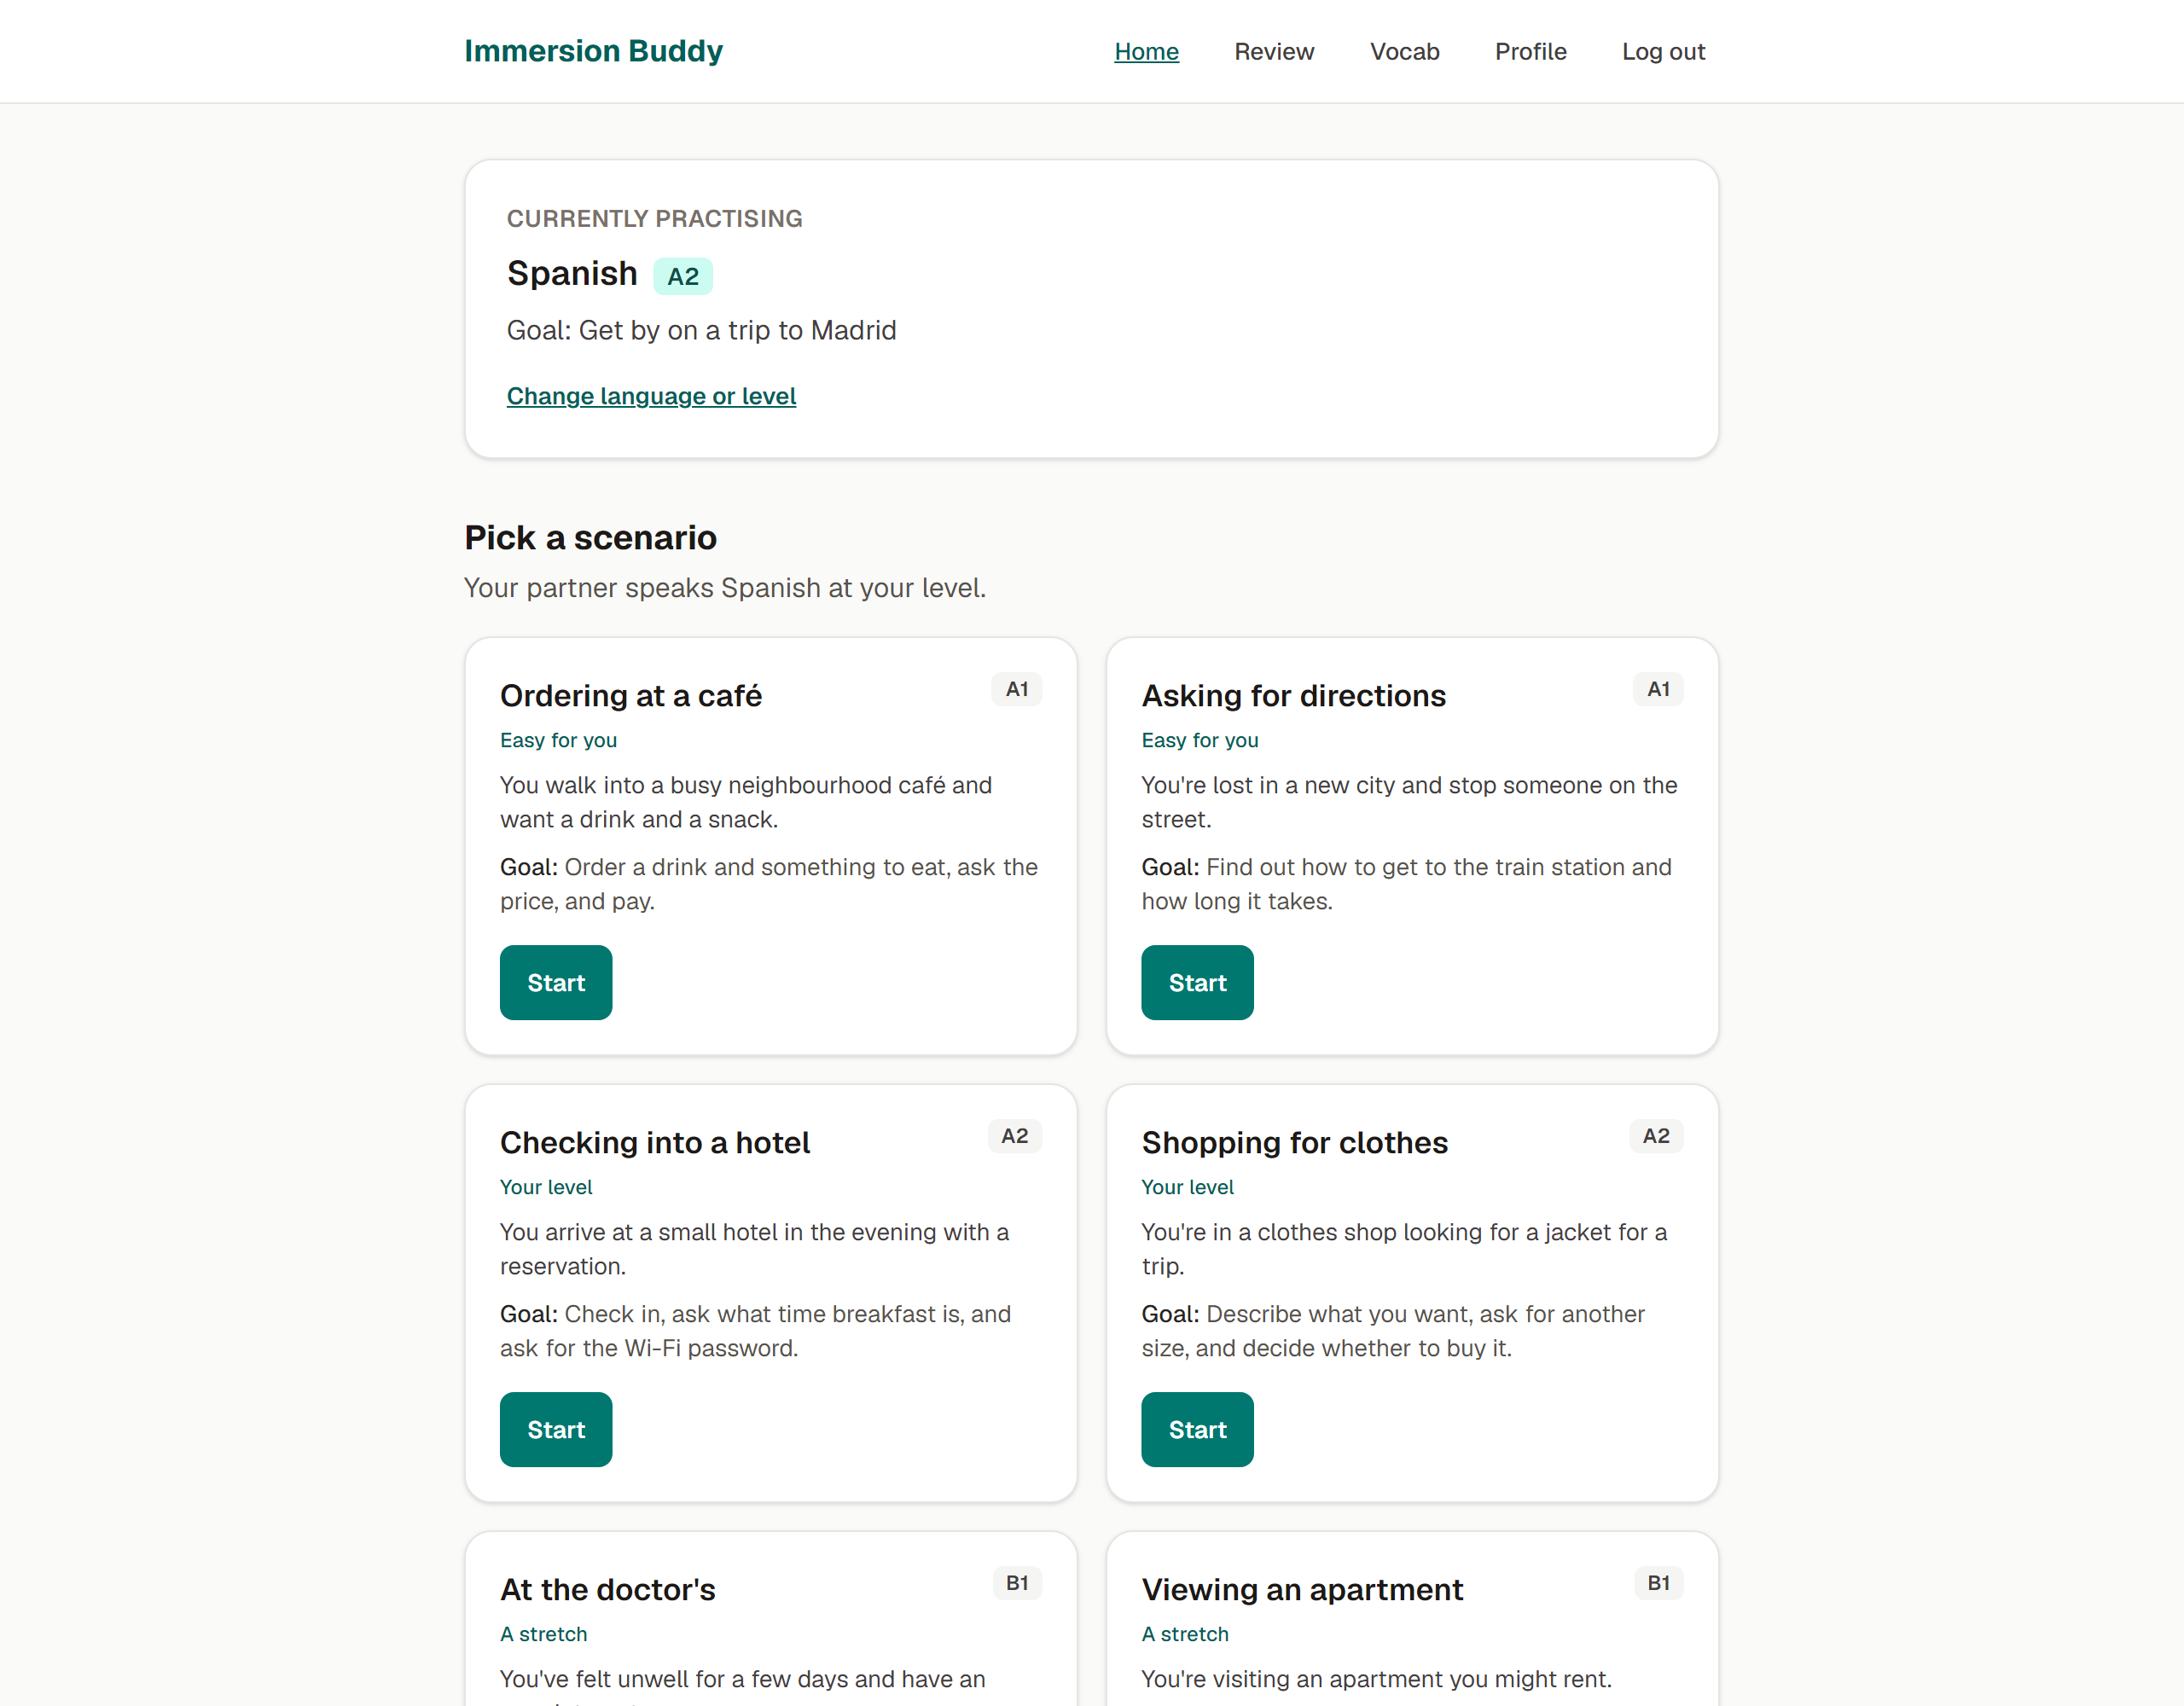 Immersion Buddy
Home Review Vocab Profile Log out
CURRENTLY PRACTISING
Spanish A2
Goal: Get by on a trip to Madrid
Change language or level
Pick a scenario
Your partner speaks Spanish at your level.
Ordering at a café A1
Easy for you
You walk into a busy neighbourhood café and
want a drink and a snack.
Goal: Order a drink and something to eat, ask the
price, and pay.
Start
Asking for directions A1
Easy for you
You're lost in a new city and stop someone on the
street.
Goal: Find out how to get to the train station and
how long it takes.
Start
Checking into a hotel A2
Your level
You arrive at a small hotel in the evening with a
reservation.
Goal: Check in, ask what time breakfast is, and
ask for the Wi-Fi password.
Start
Shopping for clothes A2
Your level
You're in a clothes shop looking for a jacket for a
trip.
Goal: Describe what you want, ask for another
size, and decide whether to buy it.
Start
At the doctor's B1
A stretch
You've felt unwell for a few days and have an
Viewing an apartment B1
A stretch
You're visiting an apartment you might rent.